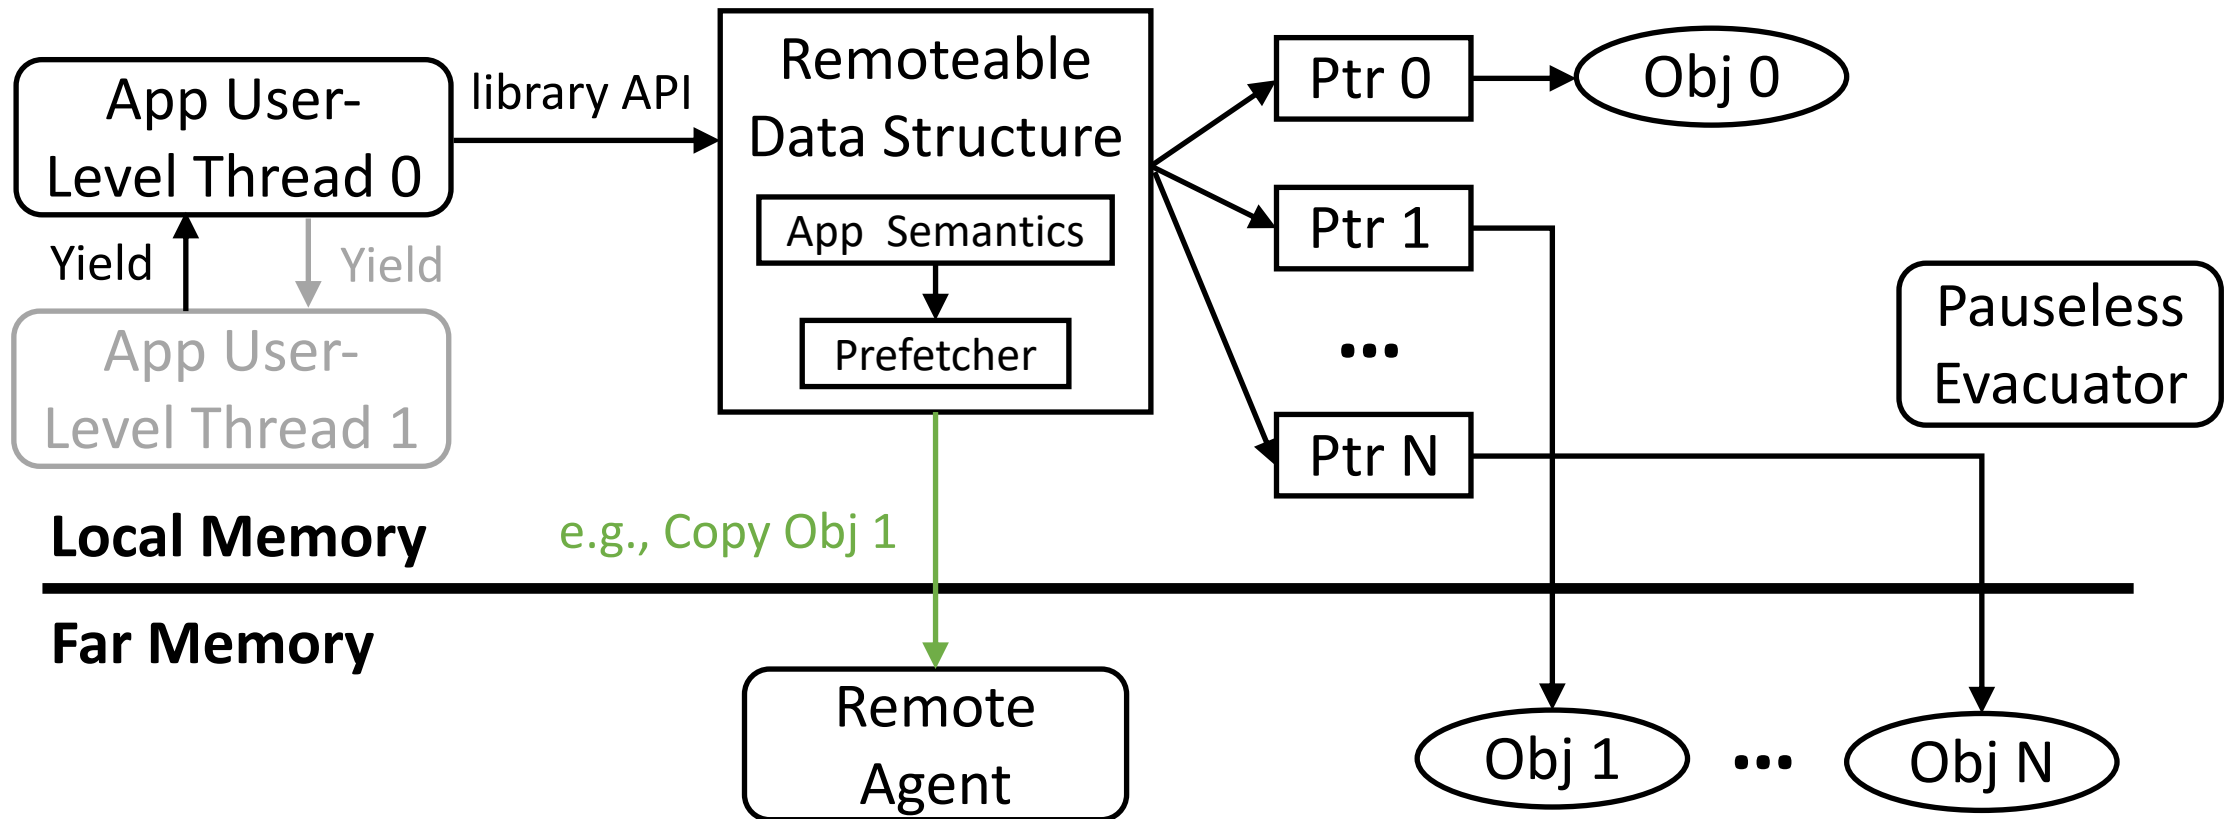 App User-
Level Thread 0
library API
Remoteable
Data Structure
App Semantics
Prefetcher
Ptr 0
Obj 0
Ptr 1
...
Ptr N
Pauseless
Evacuator
Yield
Yield
App User-
Level Thread 1
Local Memory
e.g., Copy Obj 1
Far Memory
Remote
Agent
Obj 1
...
Obj N